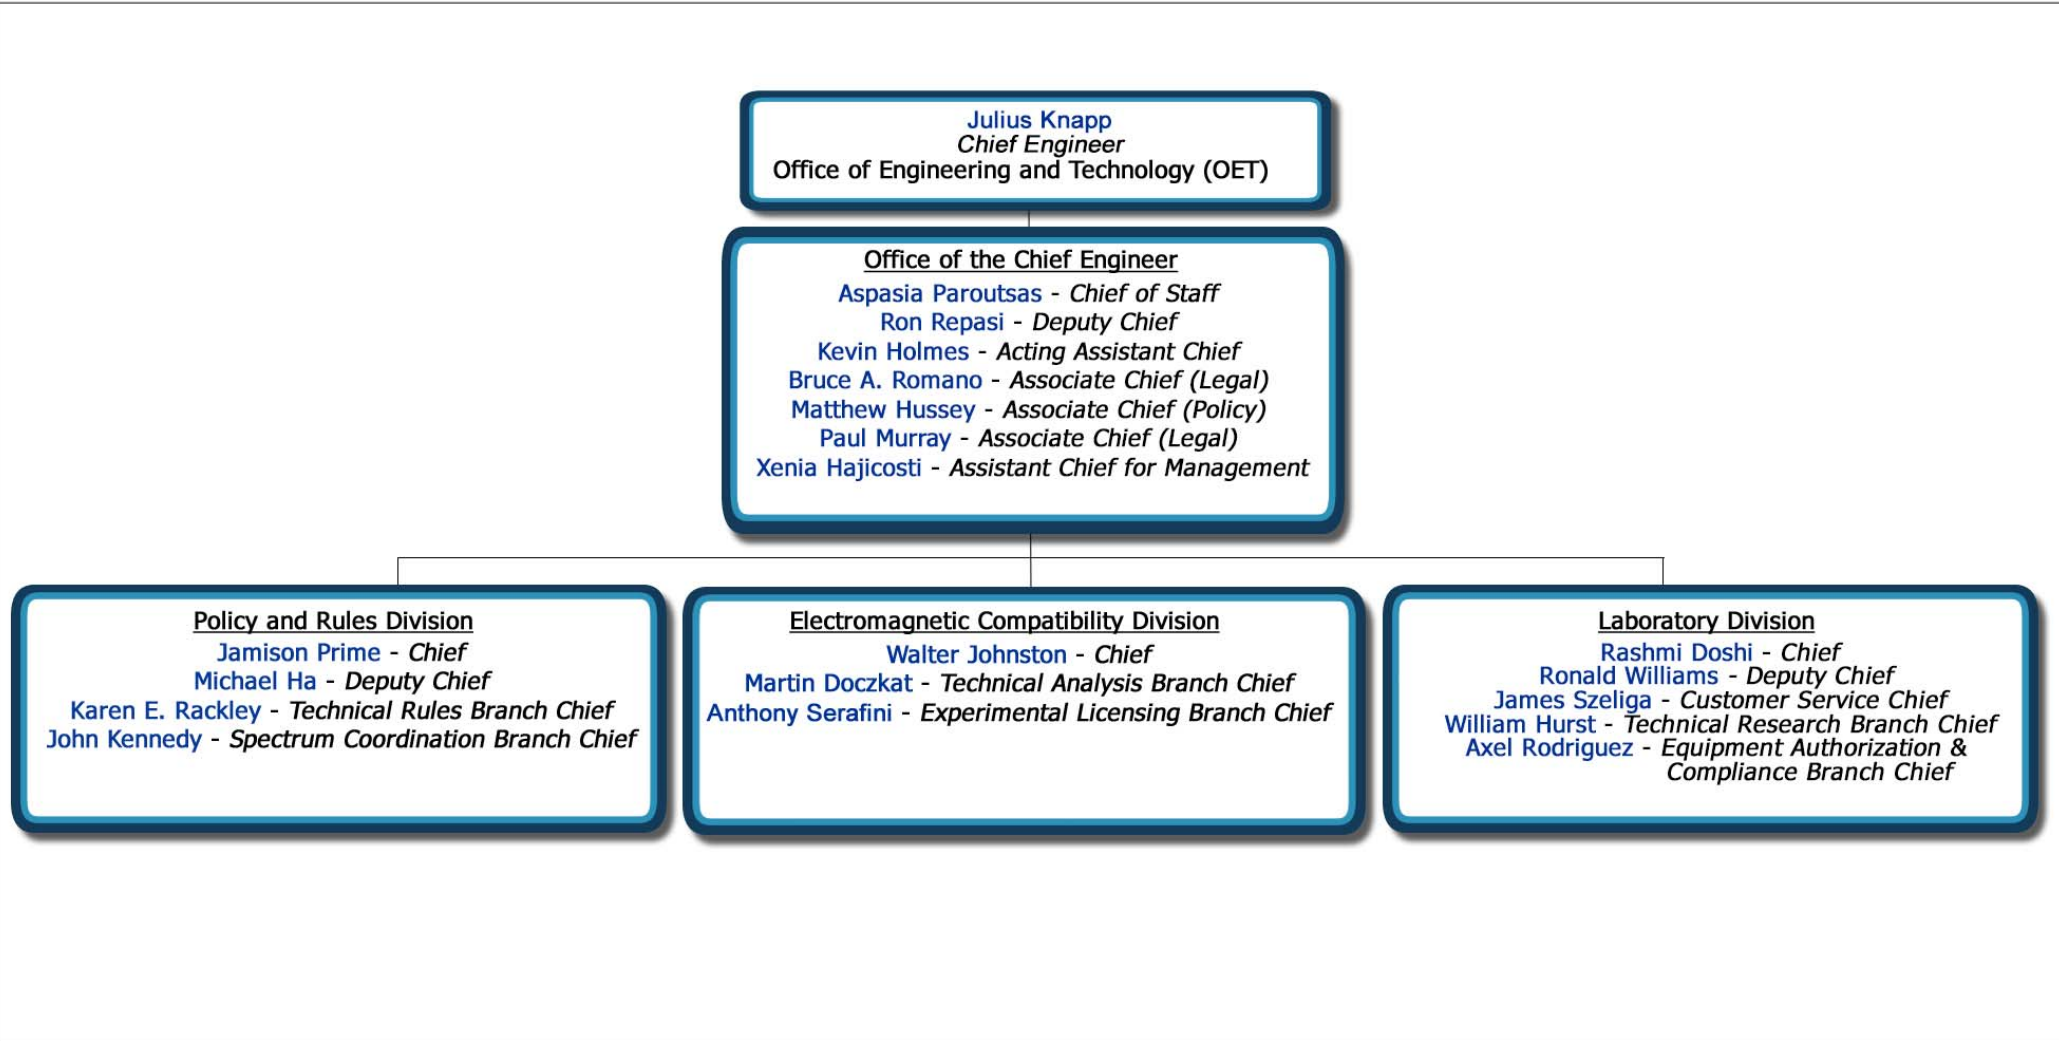 Julius Knapp
Chief Engineer
Office of Engineering and Technology (OET)
Office of the Chief Engineer
Aspasia Paroutsas - Chief of Staff
Ron Repasi - Deputy Chief
Kevin Holmes - Acting Assistant Chief
Bruce A. Romano - Associate Chief (Legal)
Matthew Hussey - Associate Chief (Policy)
Paul Murray - Associate Chief (Legal)
Xenia Hajicosti - Assistant Chief for Management
Policy and Rules Division
Jamison Prime - Chief
Michael Ha - Deputy Chief
Karen E. Rackley - Technical Rules Branch Chief
John Kennedy - Spectrum Coordination Branch Chief
Electromagnetic Compatibility Division
Walter Johnston - Chief
Martin Doczkat - Technical Analysis Branch Chief
Anthony Serafini - Experimental Licensing Branch Chief
Laboratory Division
Rashmi Doshi - Chief
Ronald Williams - Deputy Chief
James Szeliga - Customer Service Chief
William Hurst - Technical Research Branch Chief
Axel Rodriguez - Equipment Authorization &
Compliance Branch Chief